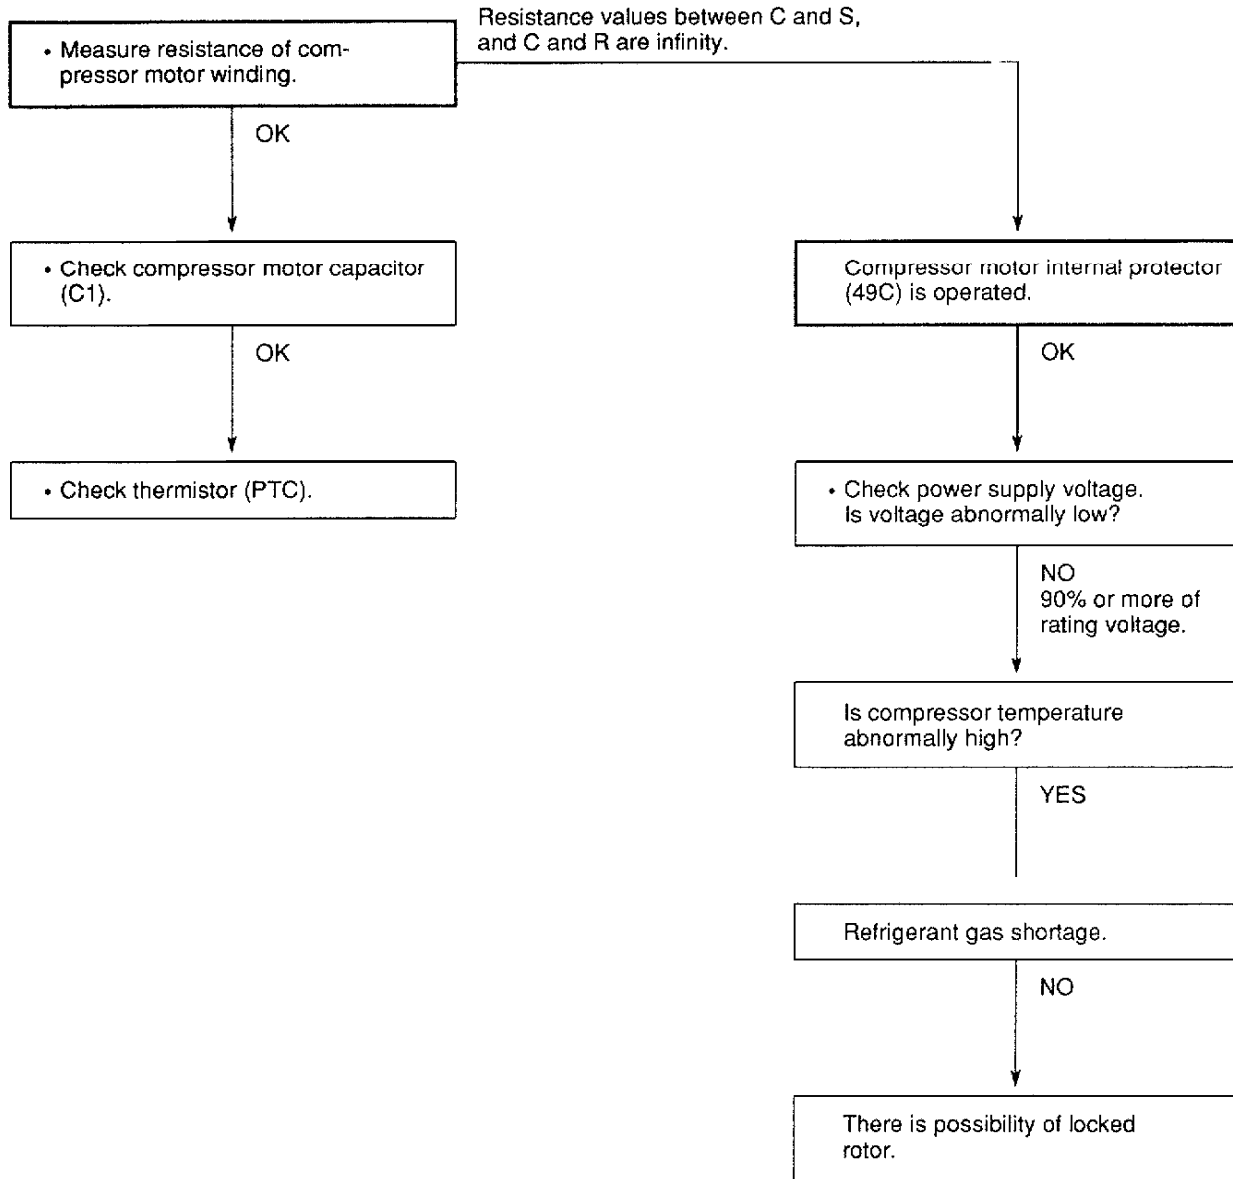 • Measure resistance of com-
pressor motor winding.
Resistance values between C and S,
and C and R are infinity.
OK
• Check compressor motor capacitor
(C1).
OK
• Check thermistor (PTC).
Compressor motor internal protector
(49C) is operated.
OK
• Check power supply voltage.
Is voltage abnormally low?
NO
90% or more of
rating voltage.
Is compressor temperature
abnormally high?
YES
Refrigerant gas shortage.
NO
There is possibility of locked
rotor.